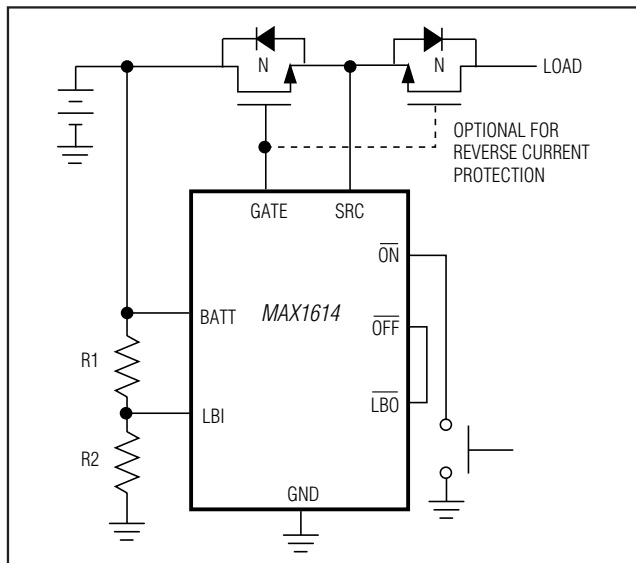 N
N
LOAD
OPTIONAL FOR
REVERSE CURRENT
PROTECTION
GATE
SRC
ON
BATT
MAX1614
OFF
R1
LBO
LBI
R2
GND